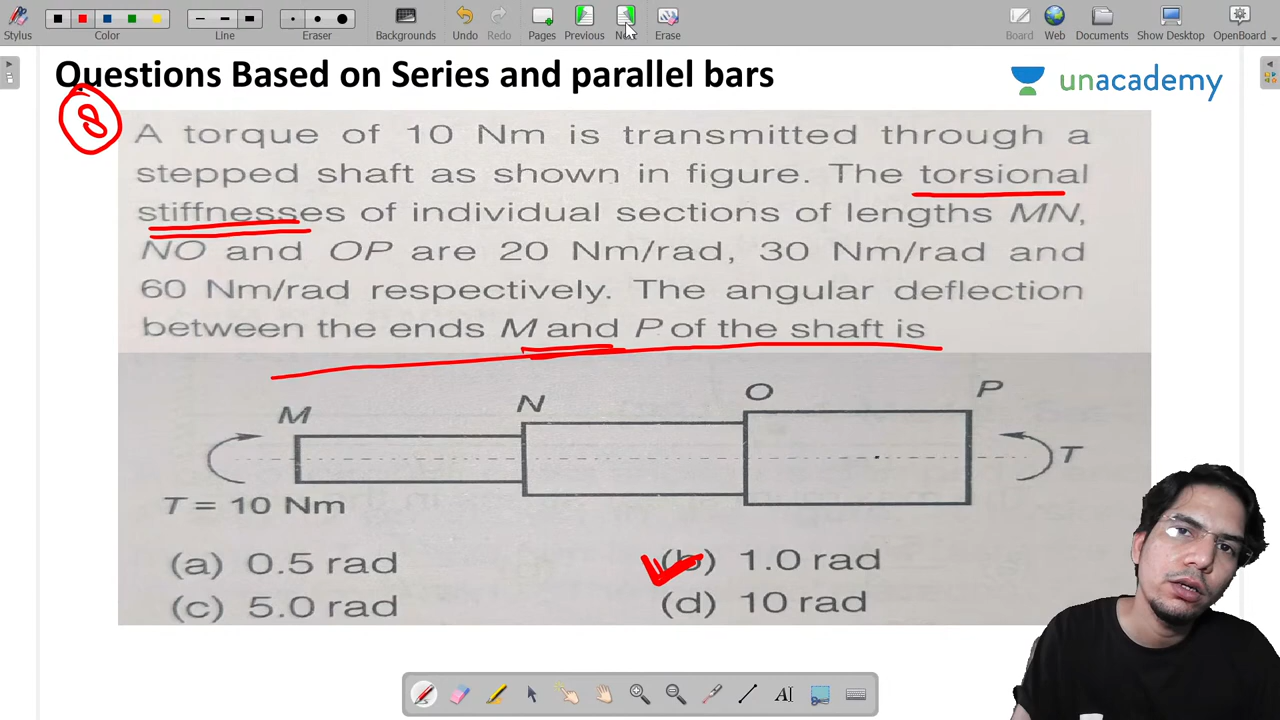 Stylus
Color
Line
Eraser
Backgrounds
Undo
Redo
Pages
Previous
Next
Erase
Board
Web
Documents
Show Desktop
OpenBoard
Questions Based on Series and parallel bars
unacademy
8
A torque of 10 Nm is transmitted through a
stepped shaft as shown in figure. The torsional
stiffnesses of individual sections of lengths MN,
NO and OP are 20 Nm/rad, 30 Nm/rad and
60 Nm/rad respectively. The angular deflection
between the ends M and P of the shaft is
M
N
O
P
T
T = 10 Nm
(a) 0.5 rad
(b) 1.0 rad
(c) 5.0 rad
(d) 10 rad
AI